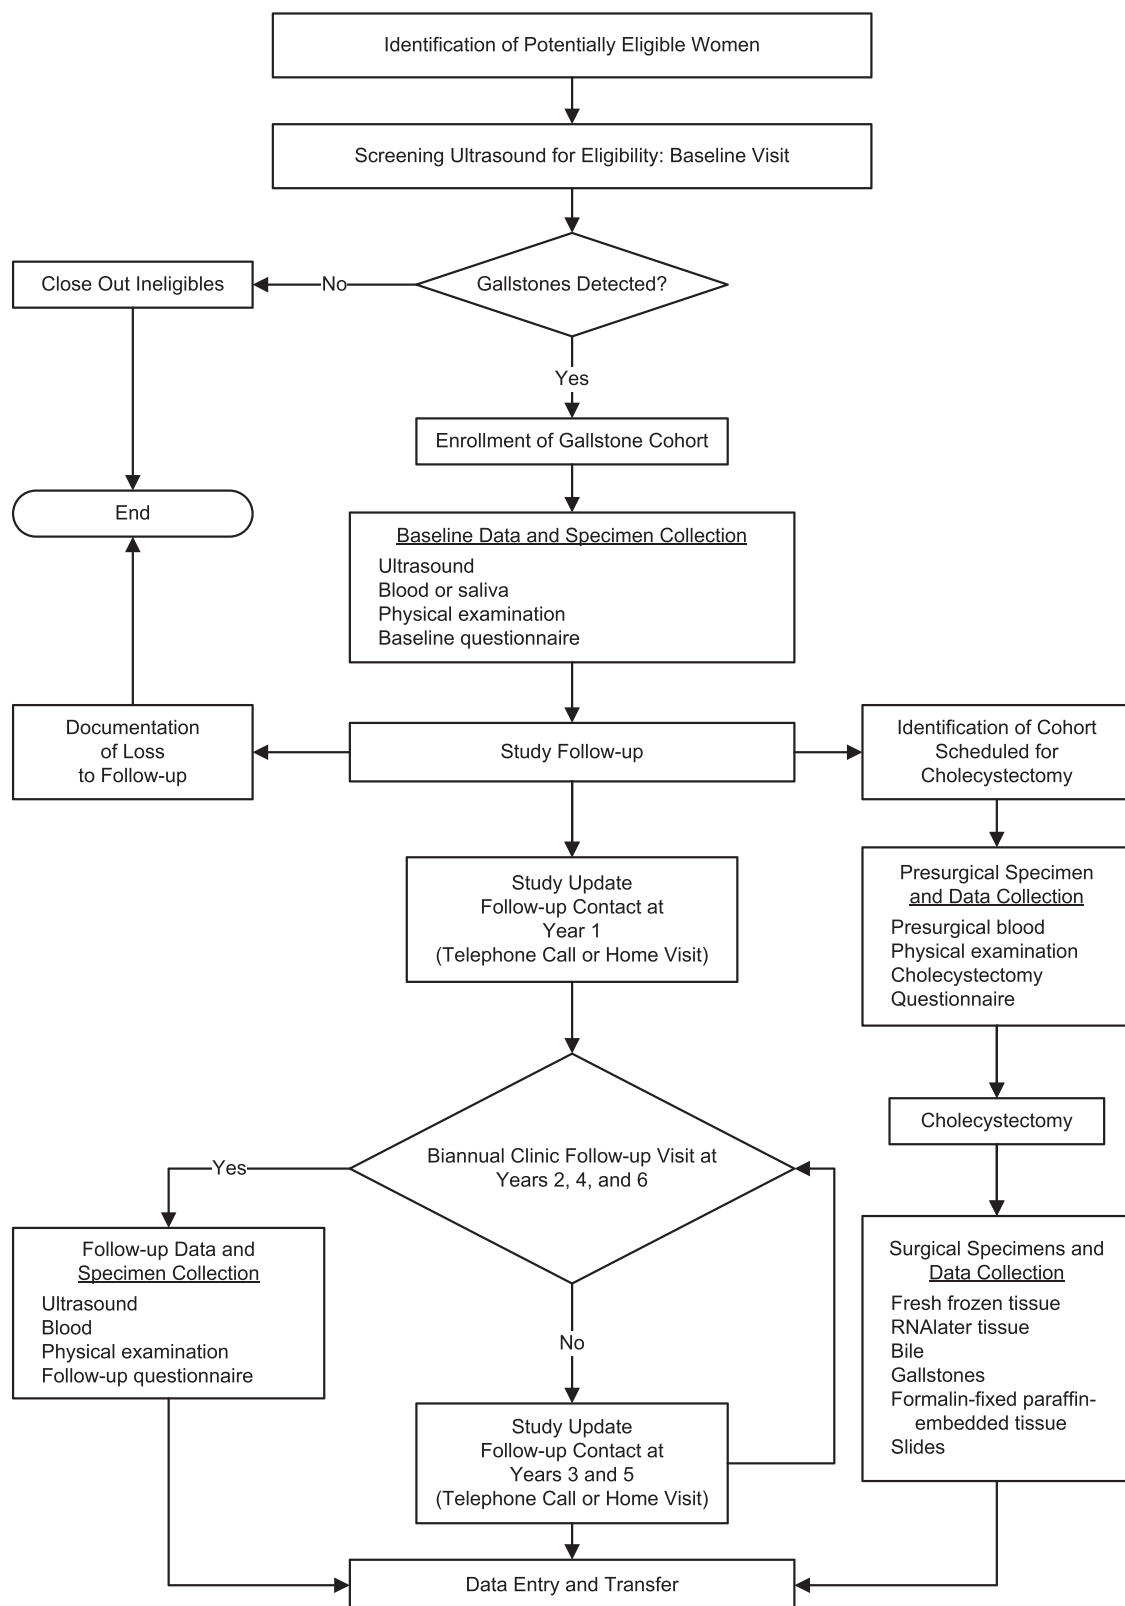 Identification of Potentially Eligible Women
Screening Ultrasound for Eligibility: Baseline Visit
Gallstones Detected?
No
Close Out Ineligibles
Yes
Enrollment of Gallstone Cohort
End
Baseline Data and Specimen Collection
Ultrasound
Blood or saliva
Physical examination
Baseline questionnaire
Documentation
of Loss
to Follow-up
Study Follow-up
Identification of Cohort
Scheduled for
Cholecystectomy
Study Update
Follow-up Contact at
Year 1
(Telephone Call or Home Visit)
Presurgical Specimen
and Data Collection
Presurgical blood
Physical examination
Cholecystectomy
Questionnaire
Cholecystectomy
Biannual Clinic Follow-up Visit at
Years 2, 4, and 6
Yes
Follow-up Data and
Specimen Collection
Ultrasound
Blood
Physical examination
Follow-up questionnaire
No
Study Update
Follow-up Contact at
Years 3 and 5
(Telephone Call or Home Visit)
Surgical Specimens and
Data Collection
Fresh frozen tissue
RNAlater tissue
Bile
Gallstones
Formalin-fixed paraffin-
embedded tissue
Slides
Data Entry and Transfer